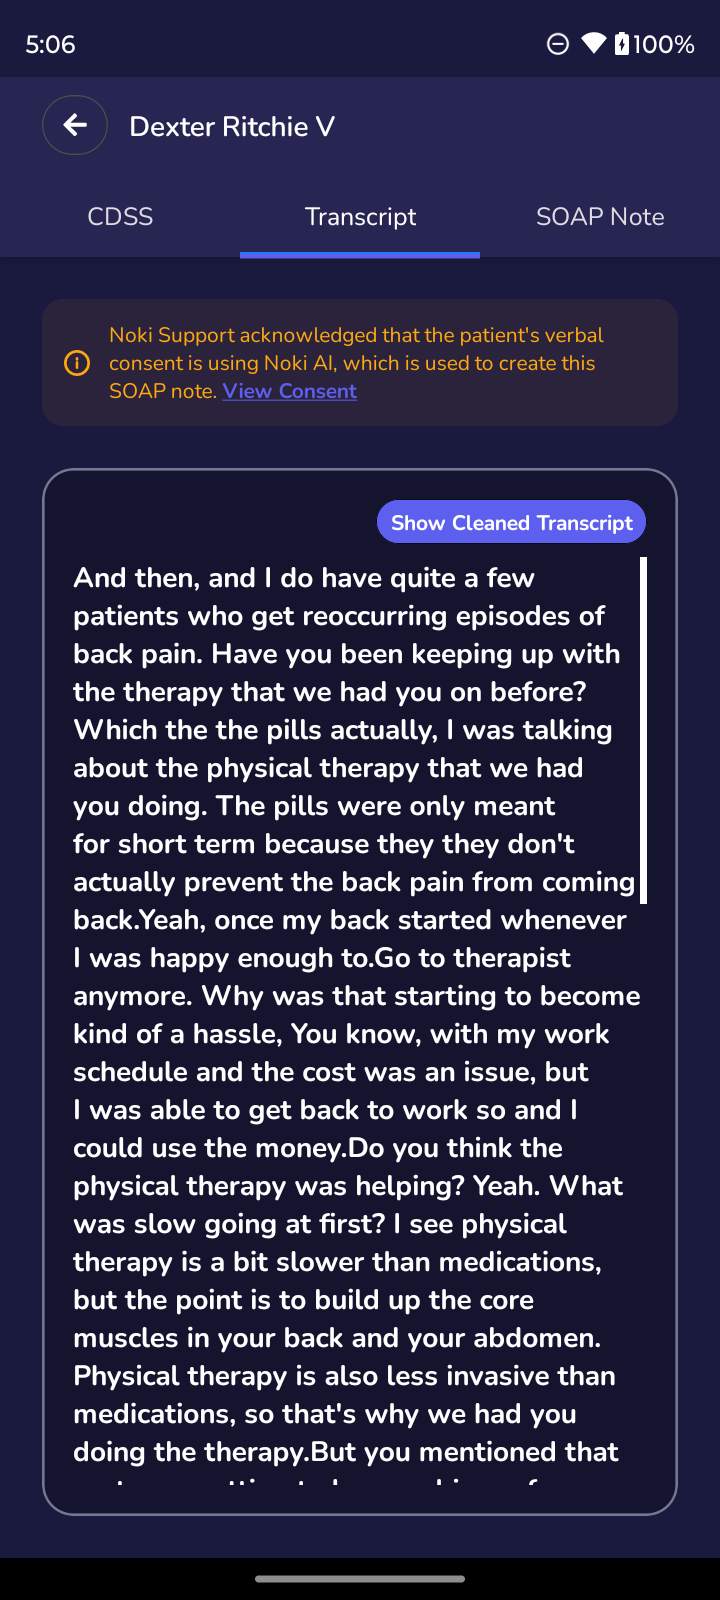 5:06
100%
Dexter Ritchie V
CDSS
Transcript
SOAP Note
Noki Support acknowledged that the patient's verbal
consent is using Noki AI, which is used to create this
SOAP note. View Consent
Show Cleaned Transcript
And then, and I do have quite a few
patients who get reoccurring episodes of
back pain. Have you been keeping up with
the therapy that we had you on before?
Which the the pills actually, I was talking
about the physical therapy that we had
you doing. The pills were only meant
for short term because they they don't
actually prevent the back pain from coming
back.Yeah, once my back started whenever
I was happy enough to.Go to therapist
anymore. Why was that starting to become
kind of a hassle, You know, with my work
schedule and the cost was an issue, but
I was able to get back to work so and I
could use the money.Do you think the
physical therapy was helping? Yeah. What
was slow going at first? I see physical
therapy is a bit slower than medications,
but the point is to build up the core
muscles in your back and your abdomen.
Physical therapy is also less invasive than
medications, so that's why we had you
doing the therapy.But you mentioned that